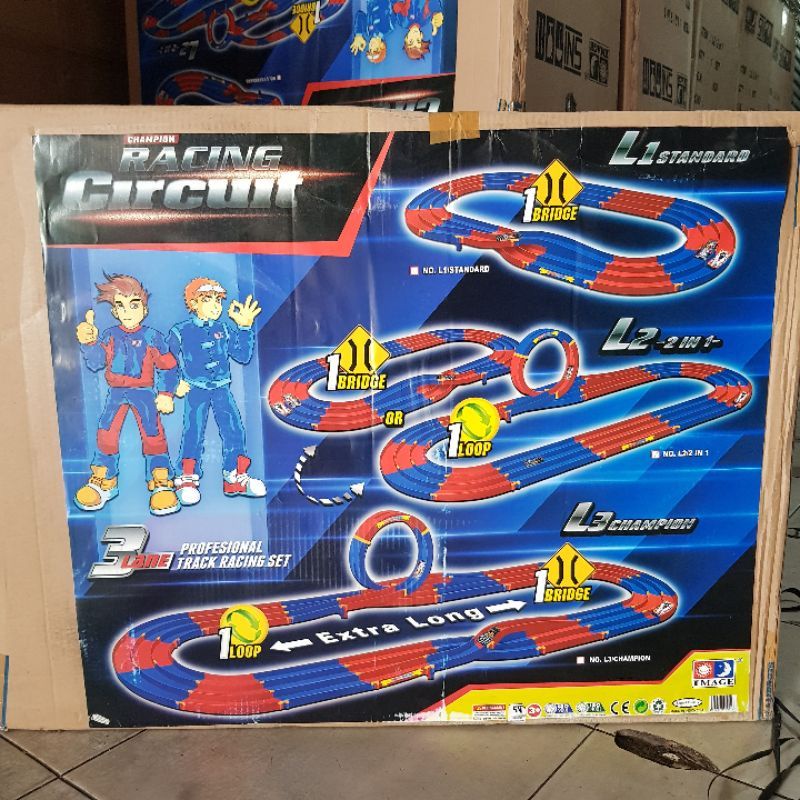 CHAMPION
RACING
Circuit
L1 STANDARD
1 BRIDGE
NO. L1/STANDARD
L2 -2 IN 1-
1 BRIDGE
OR
1 LOOP
NO. L2/2 IN 1
3 LANE
PROFESIONAL
TRACK RACING SET
L3 CHAMPION
1 BRIDGE
1 LOOP
Extra Long
NO. L3/CHAMPION
IMAGE
3+
CE